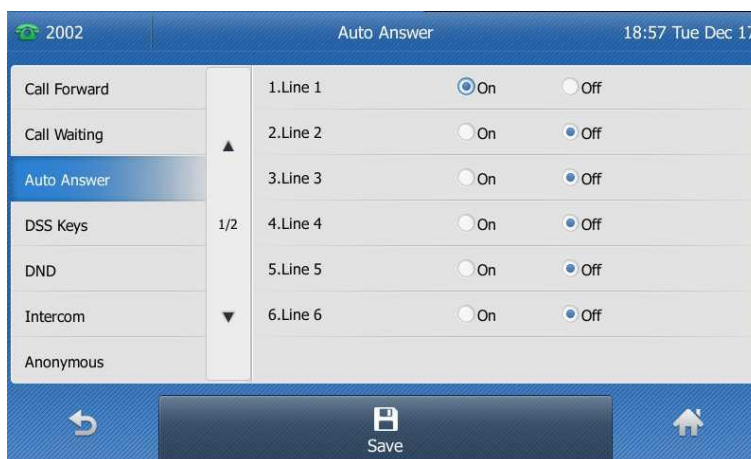 2002 Auto Answer 18:57 Tue Dec 17
Call Forward
Call Waiting
Auto Answer
DSS Keys
DND
Intercom
Anonymous
1/2
1.Line 1 On Off
2.Line 2 On Off
3.Line 3 On Off
4.Line 4 On Off
5.Line 5 On Off
6.Line 6 On Off
Save